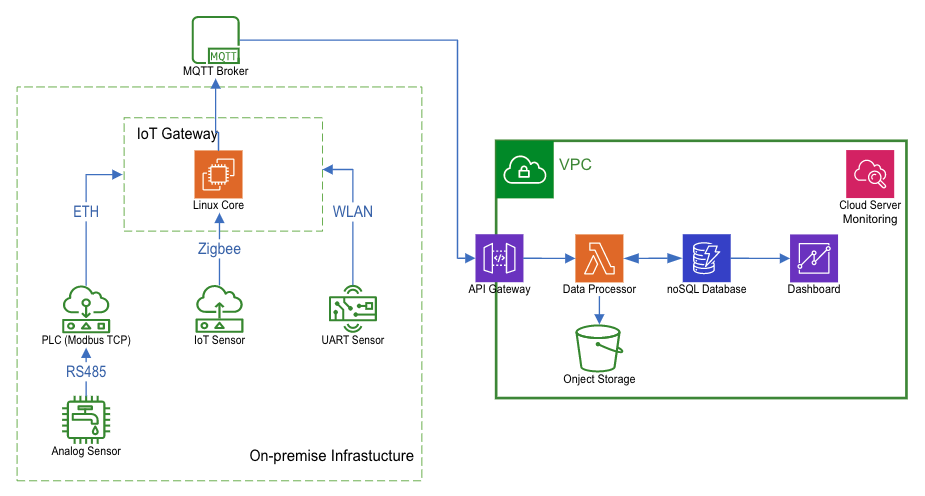 MQTT
MQTT Broker
IoT Gateway
Linux Core
ETH
Zigbee
WLAN
PLC (Modbus TCP)
IoT Sensor
UART Sensor
RS485
Analog Sensor
On-premise Infrastucture
VPC
Cloud Server
Monitoring
</>
API Gateway
Data Processor
noSQL Database
Dashboard
Onject Storage